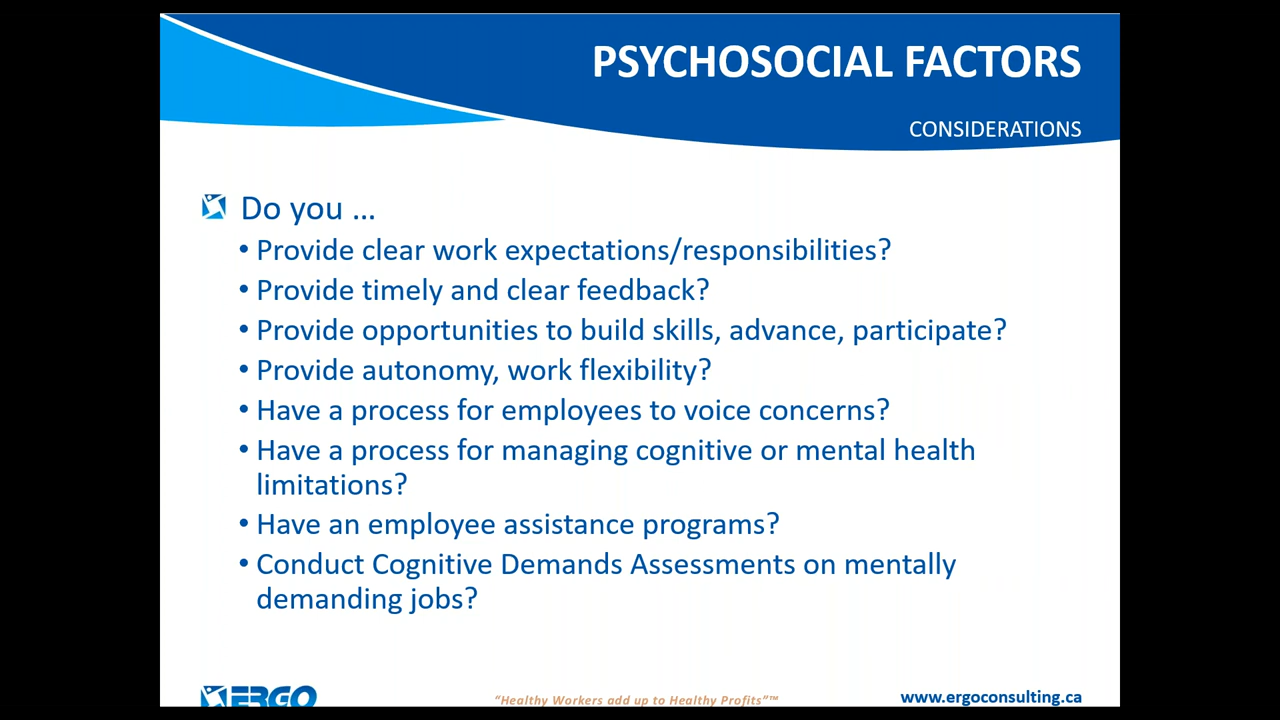 PSYCHOSOCIAL FACTORS
CONSIDERATIONS
Do you …
• Provide clear work expectations/responsibilities?
• Provide timely and clear feedback?
• Provide opportunities to build skills, advance, participate?
• Provide autonomy, work flexibility?
• Have a process for employees to voice concerns?
• Have a process for managing cognitive or mental health
limitations?
• Have an employee assistance programs?
• Conduct Cognitive Demands Assessments on mentally
demanding jobs?
ERGO
“Healthy Workers add up to Healthy Profits”™
www.ergoconsulting.ca